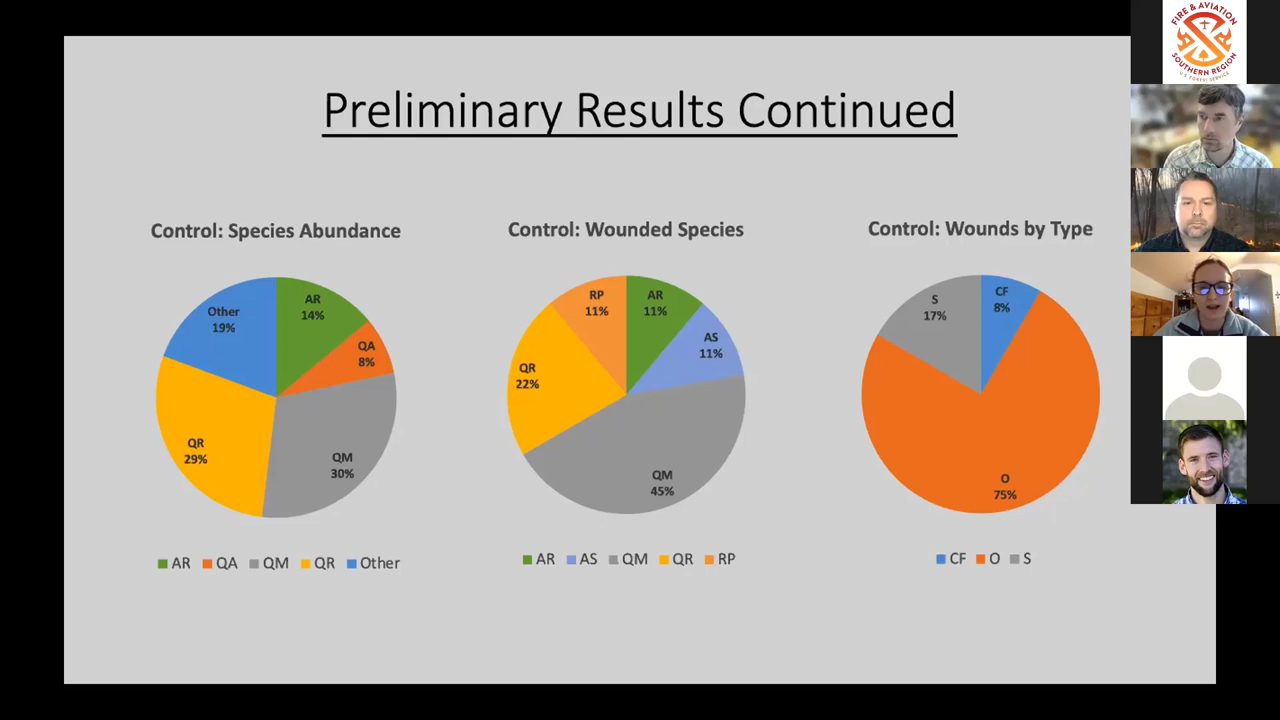 Preliminary Results Continued
Control: Species Abundance
AR
14%
QA
8%
QM
30%
QR
29%
Other
19%
AR QA QM QR Other
Control: Wounded Species
AR
11%
AS
11%
QM
45%
QR
22%
RP
11%
AR AS QM QR RP
Control: Wounds by Type
CF
8%
O
75%
S
17%
CF O S
FIRE & AVIATION
SOUTHERN REGION
U.S. FOREST SERVICE